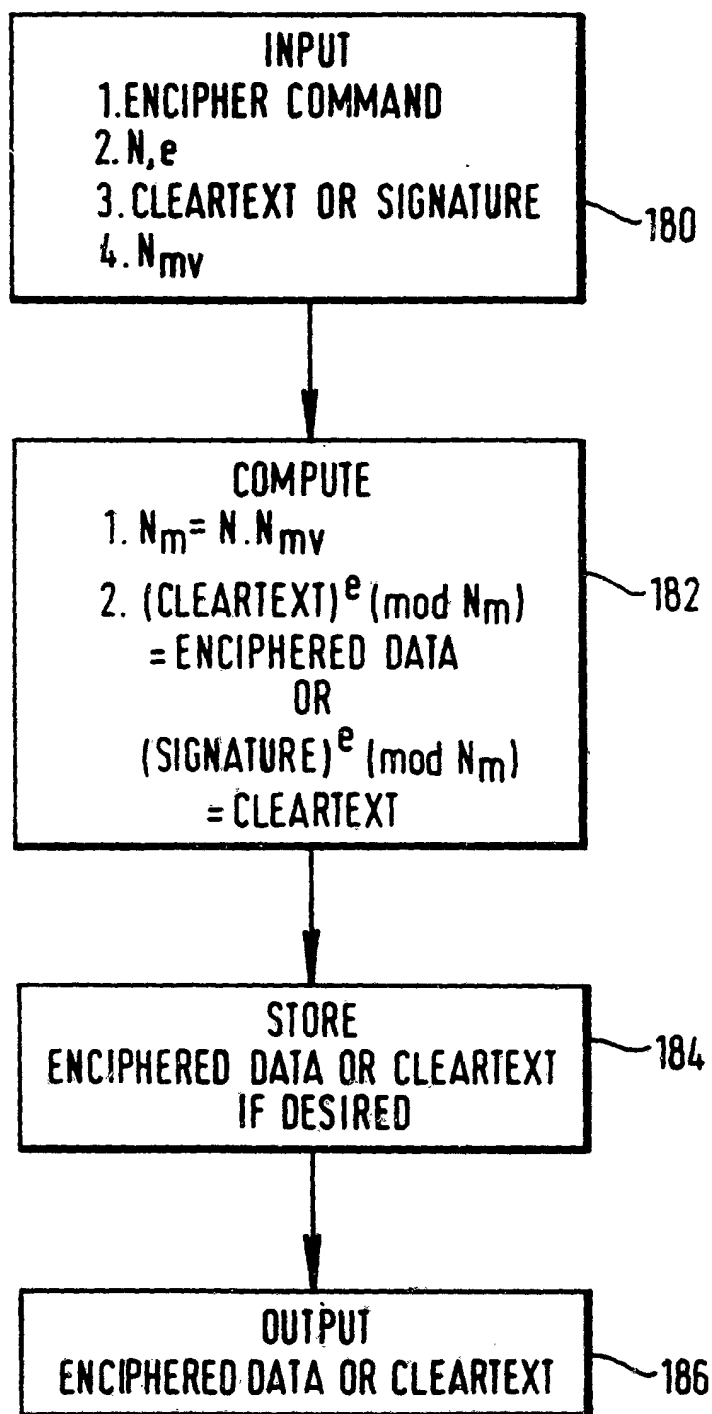 INPUT
1. ENCIPHER COMMAND
2. N, e
3. CLEARTEXT OR SIGNATURE
4. Nmv
180
COMPUTE
1. Nm = N.Nmv
2. (CLEARTEXT)^e (mod Nm)
= ENCIPHERED DATA
OR
(SIGNATURE)^e (mod Nm)
= CLEARTEXT
182
STORE
ENCIPHERED DATA OR CLEARTEXT
IF DESIRED
184
OUTPUT
ENCIPHERED DATA OR CLEARTEXT
186